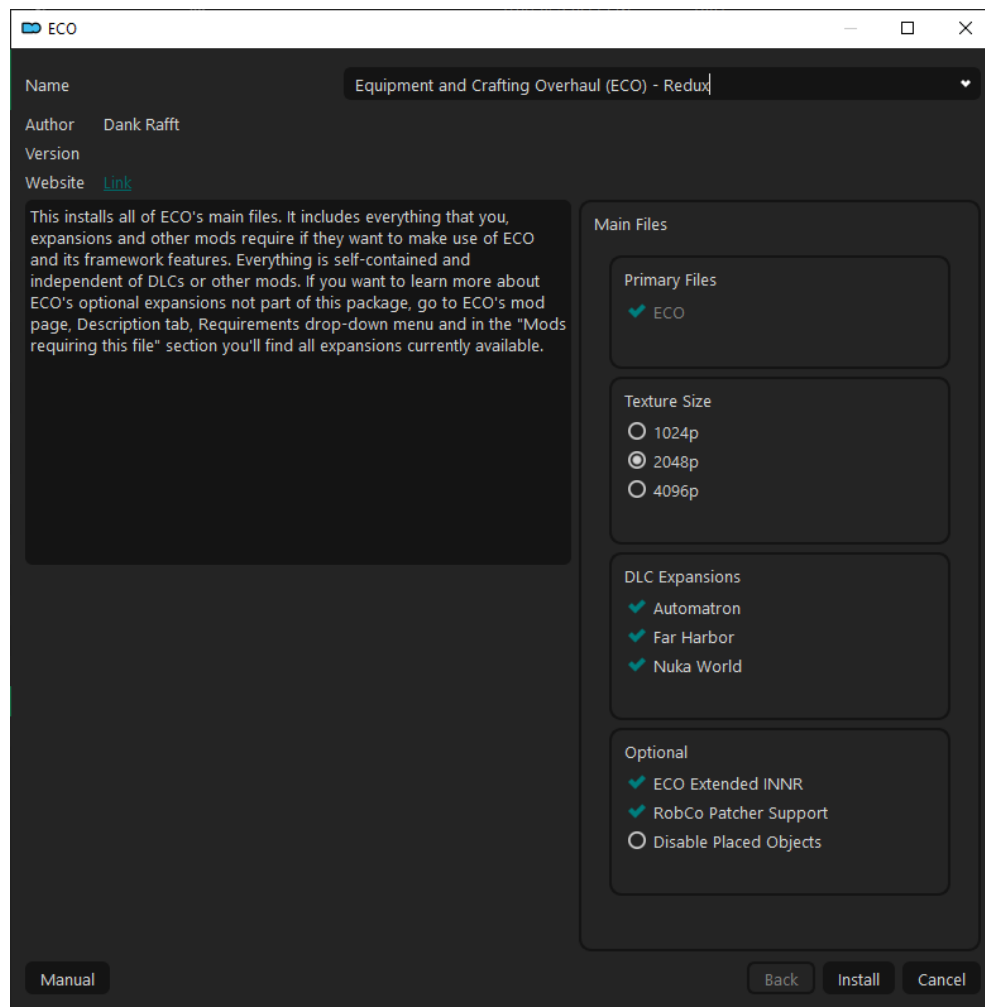 ECO
Name
Equipment and Crafting Overhaul (ECO) - Redux
Author Dank Rafft
Version
Website Link
This installs all of ECO's main files. It includes everything that you,
expansions and other mods require if they want to make use of ECO
and its framework features. Everything is self-contained and
independent of DLCs or other mods. If you want to learn more about
ECO's optional expansions not part of this package, go to ECO's mod
page, Description tab, Requirements drop-down menu and in the "Mods
requiring this file" section you'll find all expansions currently available.
Main Files
Primary Files
ECO
Texture Size
1024p
2048p
4096p
DLC Expansions
Automatron
Far Harbor
Nuka World
Optional
ECO Extended INNR
RobCo Patcher Support
Disable Placed Objects
Manual
Back
Install
Cancel